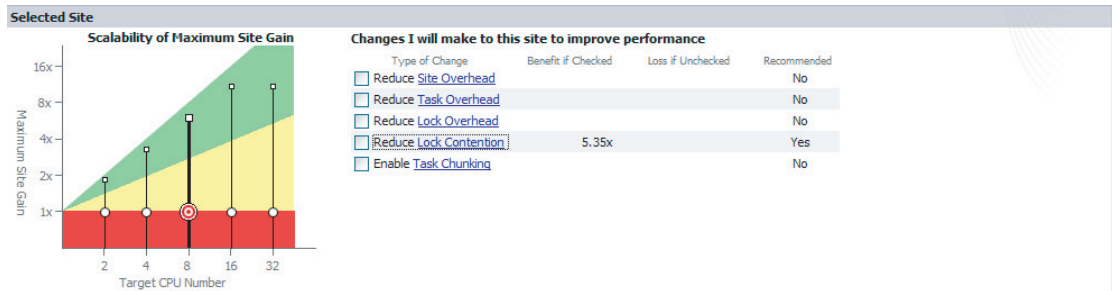 Selected Site
Scalability of Maximum Site Gain
16x
8x
4x
2x
1x
Maximum Site Gain
2 4 8 16 32
Target CPU Number
Changes I will make to this site to improve performance
Type of Change Benefit if Checked Loss if Unchecked Recommended
Reduce Site Overhead No
Reduce Task Overhead No
Reduce Lock Overhead No
Reduce Lock Contention 5.35x Yes
Enable Task Chunking No